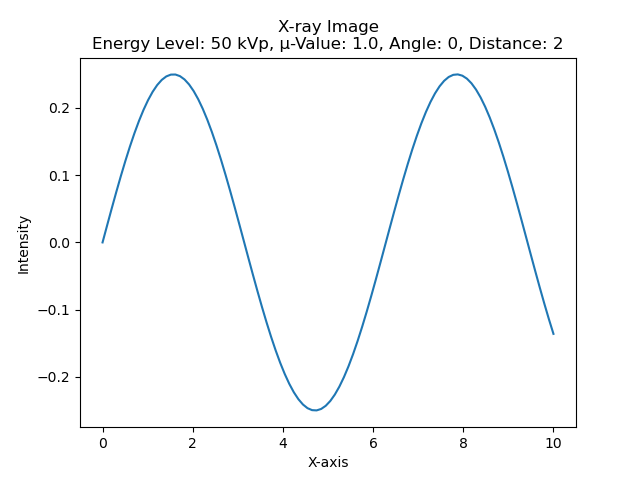 X-ray Image
Energy Level: 50 kVp, μ-Value: 1.0, Angle: 0, Distance: 2
0.2
0.1
0.0
−0.1
−0.2
Intensity
0 2 4 6 8 10
X-axis